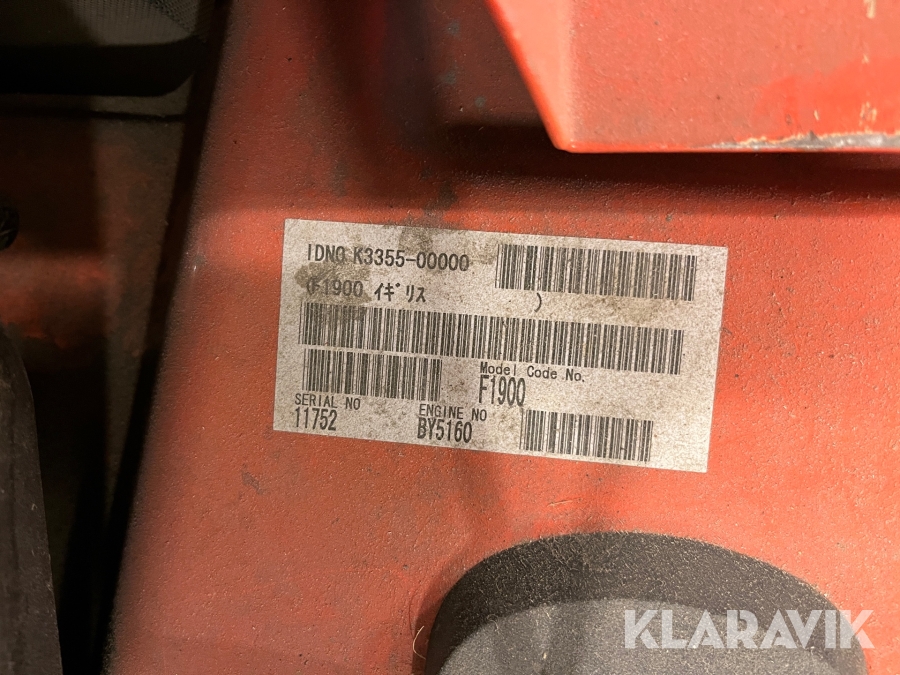 IDNO K3355-00000
(F1900 イギリス )
Model Code No.
F1900
SERIAL NO
11752
ENGINE NO
BY5160
KLARAVIK